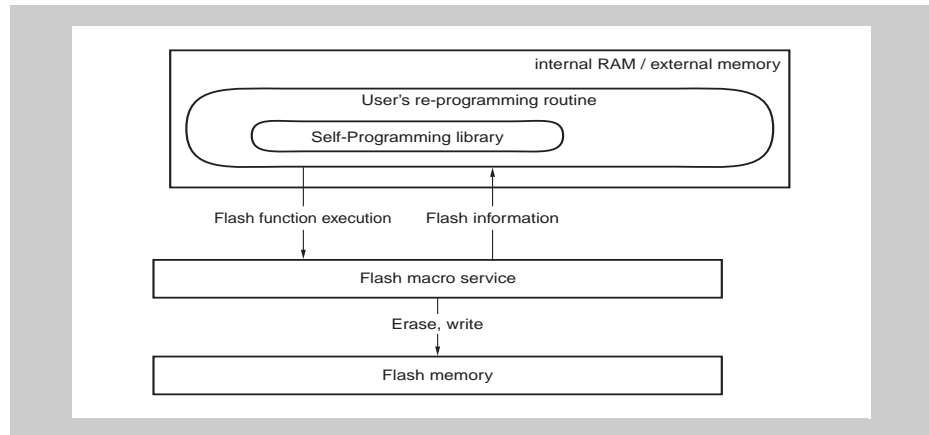 internal RAM / external memory
User's re-programming routine
Self-Programming library
Flash function execution
Flash information
Flash macro service
Erase, write
Flash memory